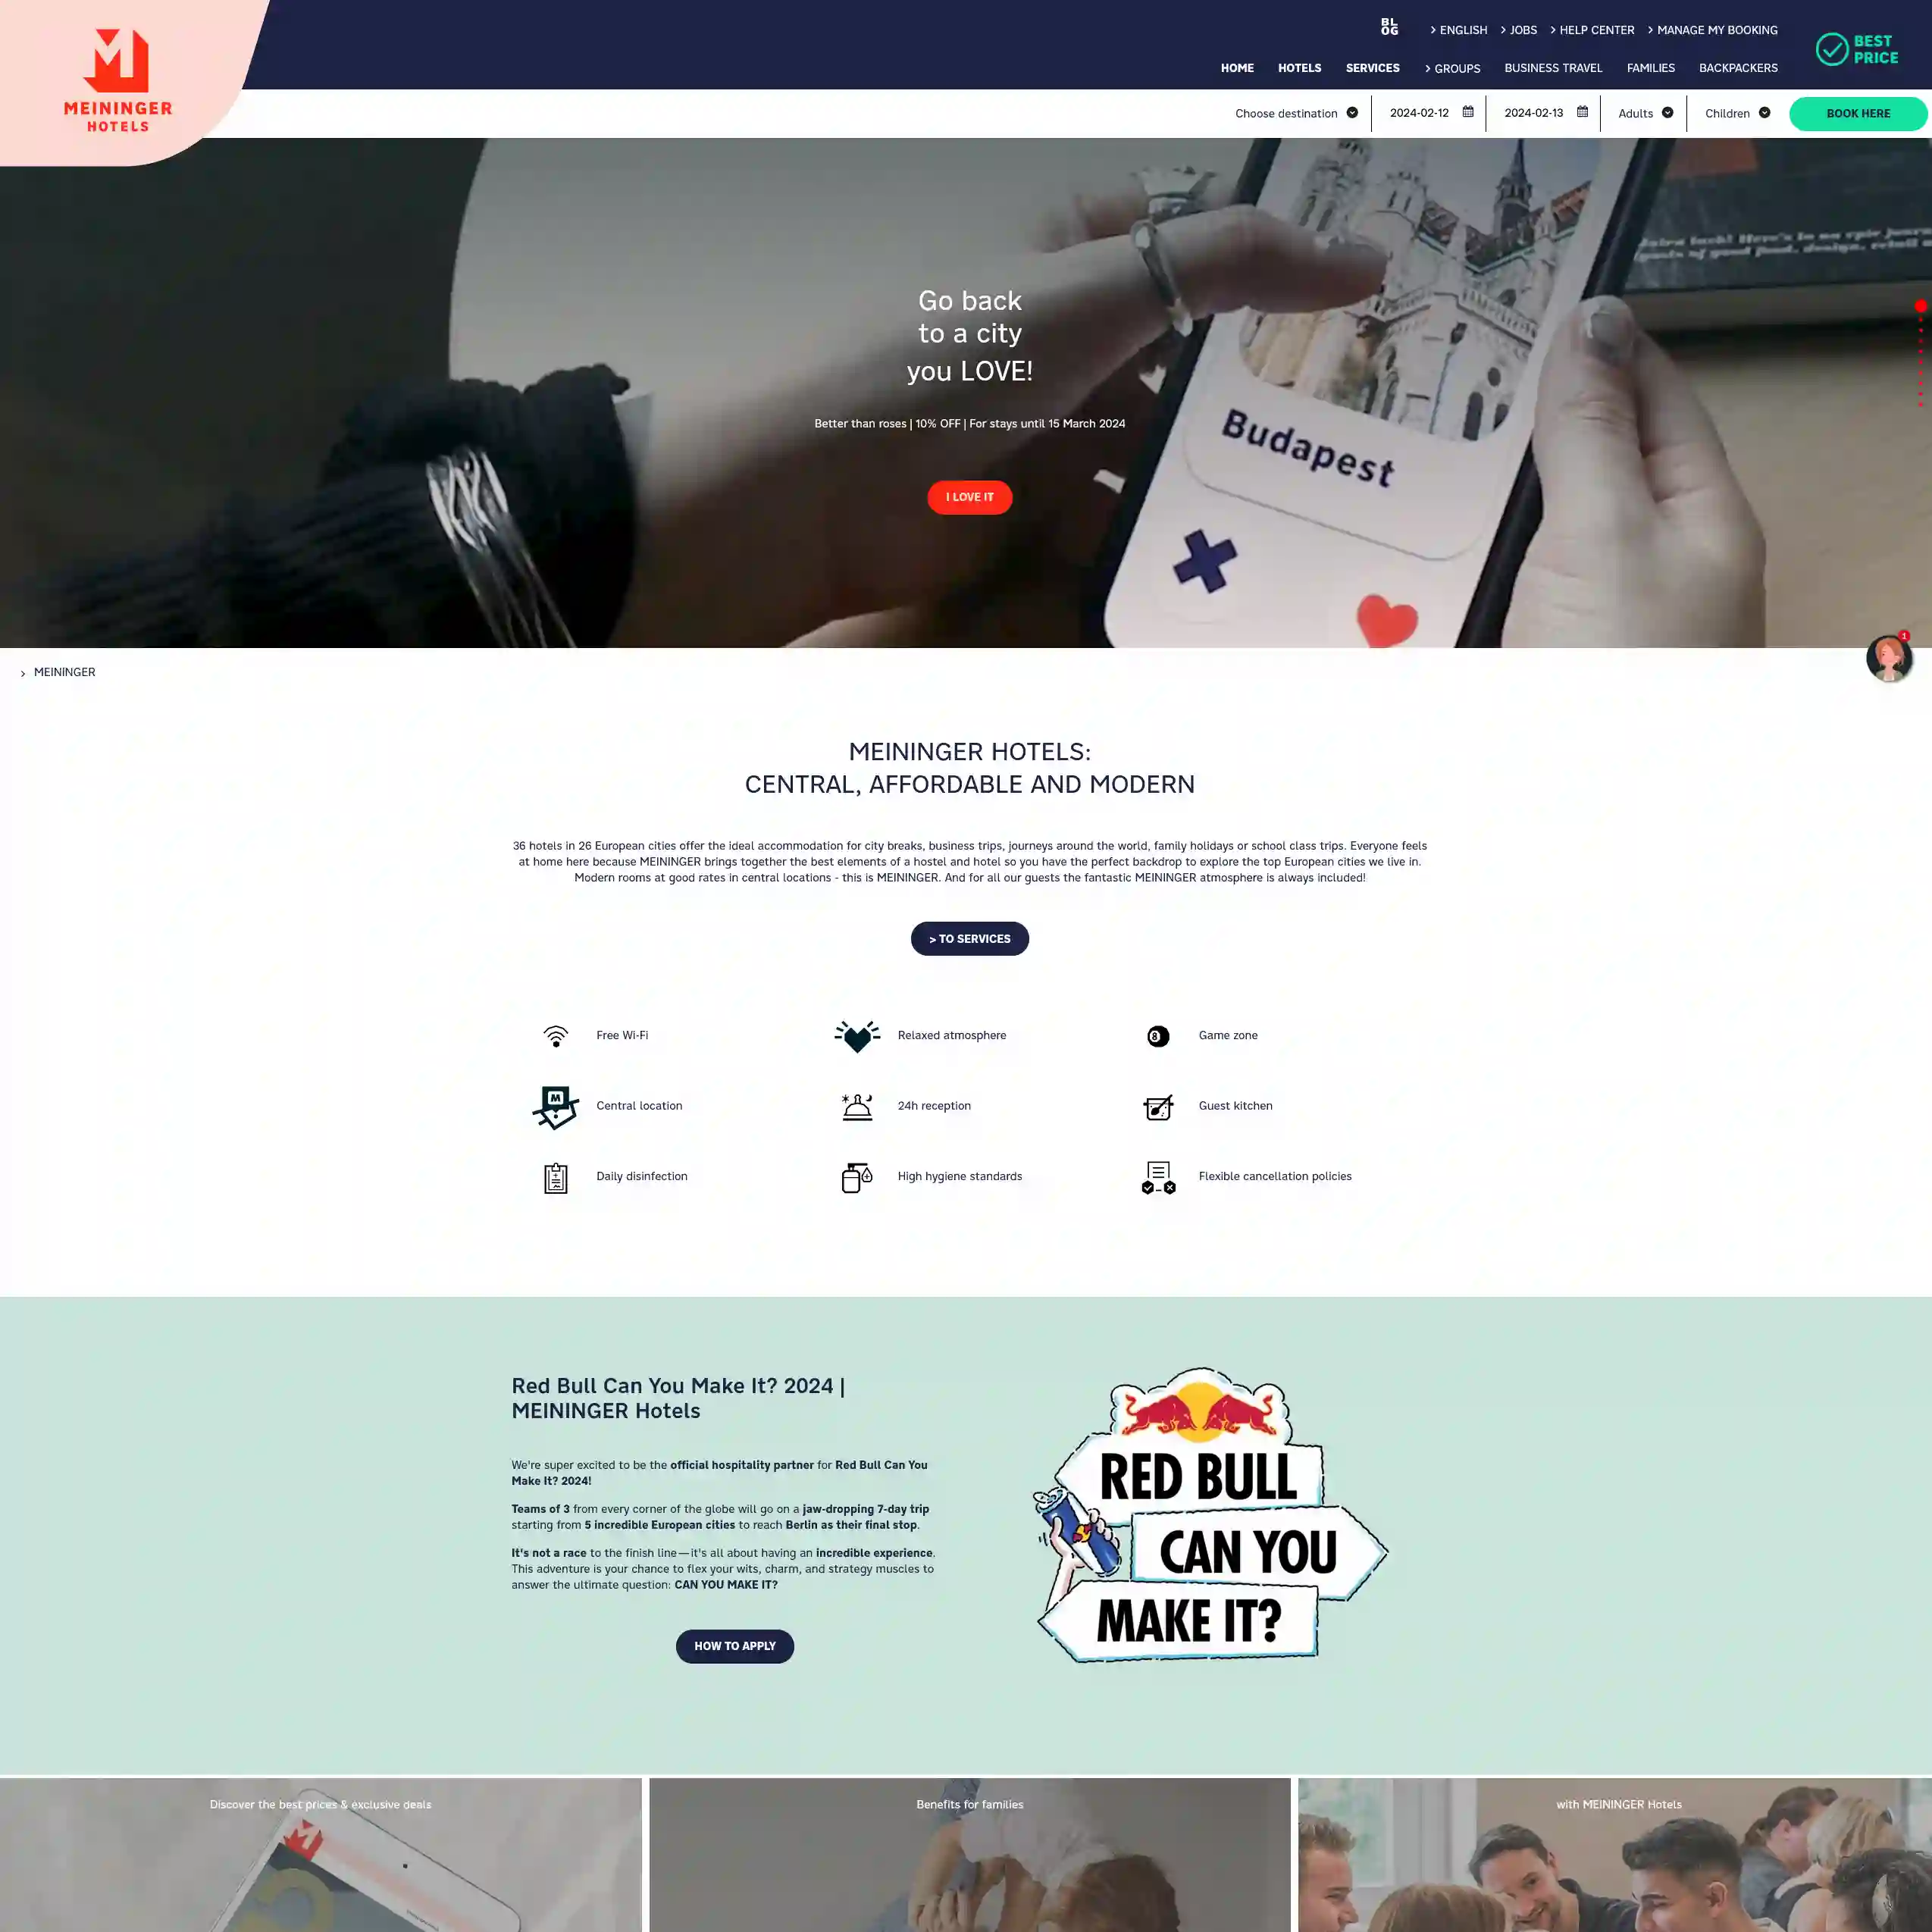 MEININGER
HOTELS
BL
OG
ENGLISH
JOBS
HELP CENTER
MANAGE MY BOOKING
HOME
HOTELS
SERVICES
GROUPS
BUSINESS TRAVEL
FAMILIES
BACKPACKERS
BEST
PRICE
Choose destination
2024-02-12
2024-02-13
Adults
Children
BOOK HERE
Go back
to a city
you LOVE!
Better than roses | 10% OFF | For stays until 15 March 2024
I LOVE IT
Budapest
1
> MEININGER
MEININGER HOTELS:
CENTRAL, AFFORDABLE AND MODERN
36 hotels in 26 European cities offer the ideal accommodation for city breaks, business trips, journeys around the world, family holidays or school class trips. Everyone feels
at home here because MEININGER brings together the best elements of a hostel and hotel so you have the perfect backdrop to explore the top European cities we live in.
Modern rooms at good rates in central locations - this is MEININGER. And for all our guests the fantastic MEININGER atmosphere is always included!
> TO SERVICES
Free Wi-Fi
Relaxed atmosphere
8
Game zone
M
Central location
24h reception
Guest kitchen
Daily disinfection
High hygiene standards
Flexible cancellation policies
Red Bull Can You Make It? 2024 |
MEININGER Hotels
We're super excited to be the official hospitality partner for Red Bull Can You
Make It? 2024!
Teams of 3 from every corner of the globe will go on a jaw-dropping 7-day trip
starting from 5 incredible European cities to reach Berlin as their final stop.
It's not a race to the finish line—it's all about having an incredible experience.
This adventure is your chance to flex your wits, charm, and strategy muscles to
answer the ultimate question: CAN YOU MAKE IT?
HOW TO APPLY
RED BULL
CAN YOU
MAKE IT?
Discover the best prices & exclusive deals
Benefits for families
with MEININGER Hotels